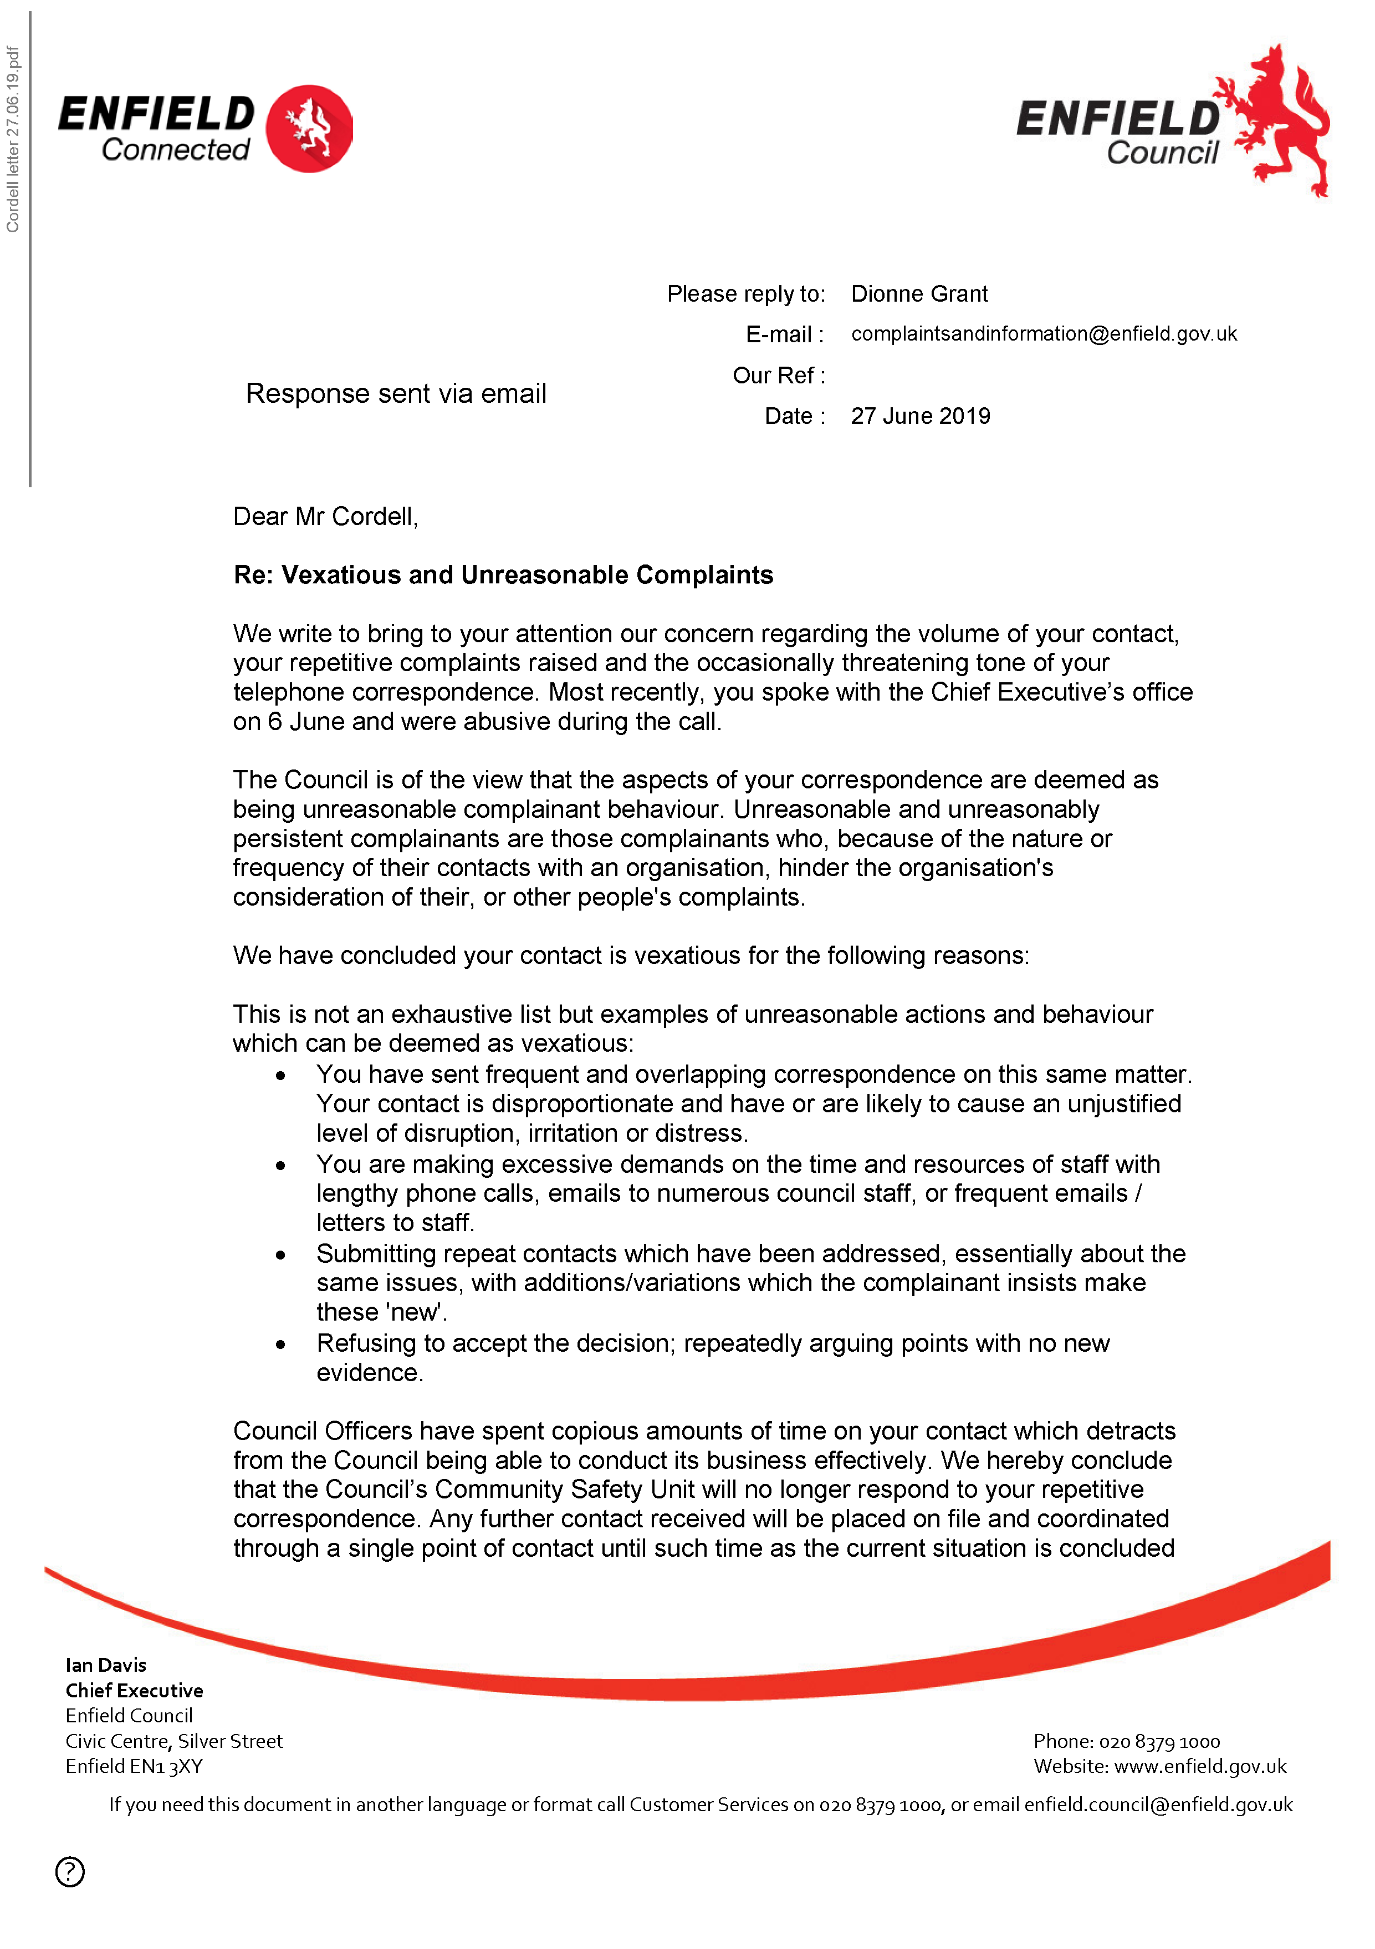 Cordell letter 27.06.19.pdf
ENFIELD
Connected
ENFIELD
Council
Please reply to: Dionne Grant
E-mail : complaintsandinformation@enfield.gov.uk
Our Ref :
Response sent via email
Date : 27 June 2019
Dear Mr Cordell,
Re: Vexatious and Unreasonable Complaints
We write to bring to your attention our concern regarding the volume of your contact,
your repetitive complaints raised and the occasionally threatening tone of your
telephone correspondence. Most recently, you spoke with the Chief Executive’s office
on 6 June and were abusive during the call.
The Council is of the view that the aspects of your correspondence are deemed as
being unreasonable complainant behaviour. Unreasonable and unreasonably
persistent complainants are those complainants who, because of the nature or
frequency of their contacts with an organisation, hinder the organisation's
consideration of their, or other people's complaints.
We have concluded your contact is vexatious for the following reasons:
This is not an exhaustive list but examples of unreasonable actions and behaviour
which can be deemed as vexatious:
• You have sent frequent and overlapping correspondence on this same matter.
Your contact is disproportionate and have or are likely to cause an unjustified
level of disruption, irritation or distress.
• You are making excessive demands on the time and resources of staff with
lengthy phone calls, emails to numerous council staff, or frequent emails /
letters to staff.
• Submitting repeat contacts which have been addressed, essentially about the
same issues, with additions/variations which the complainant insists make
these 'new'.
• Refusing to accept the decision; repeatedly arguing points with no new
evidence.
Council Officers have spent copious amounts of time on your contact which detracts
from the Council being able to conduct its business effectively. We hereby conclude
that the Council’s Community Safety Unit will no longer respond to your repetitive
correspondence. Any further contact received will be placed on file and coordinated
through a single point of contact until such time as the current situation is concluded
Ian Davis
Chief Executive
Enfield Council
Civic Centre, Silver Street
Enfield EN1 3XY
Phone: 020 8379 1000
Website: www.enfield.gov.uk
If you need this document in another language or format call Customer Services on 020 8379 1000, or email enfield.council@enfield.gov.uk
?